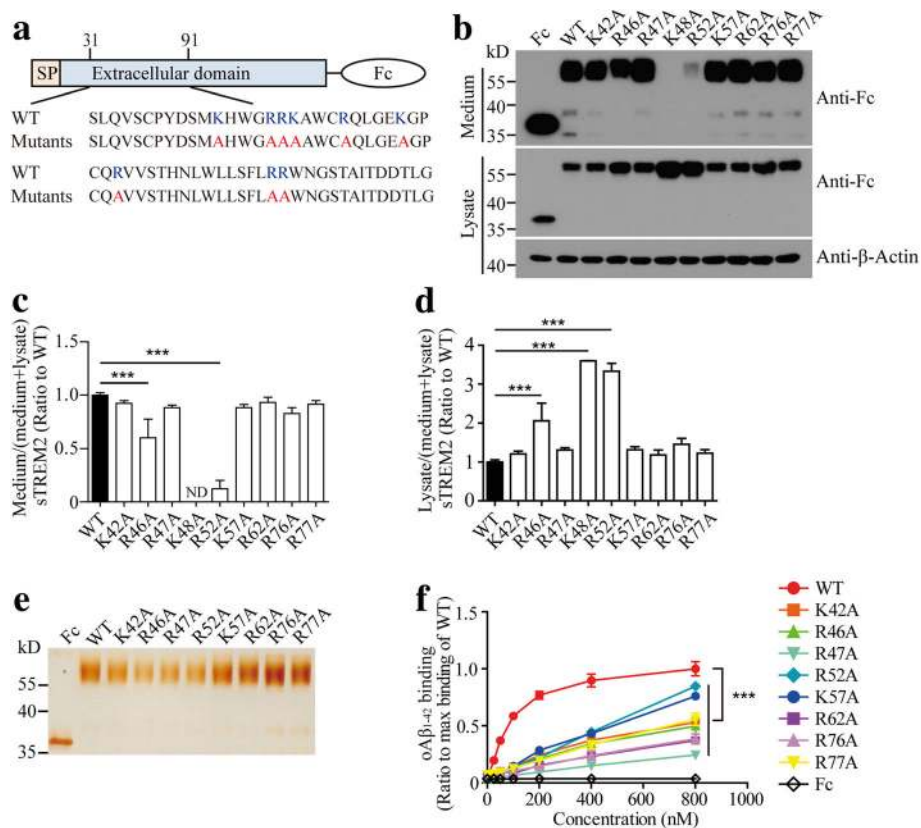 a
31 91
SP Extracellular domain Fc
WT SLQVSCPYDSMKHWGRRKAWCRQLGEKGP
Mutants SLQVSCPYDSMAHWGAAAAWCAQLGEAGP
WT CQRVVSTHNLWLLSFLRRWNGSTAITDDTLG
Mutants CQAVVSTHNLWLLSFLAAWNGSTAITDDTLG
b
kD Fc WT K42A R46A R47A K48A R52A K57A R62A R76A R77A
Medium
55
40
35
Anti-Fc
Lysate
55
40
35
Anti-Fc
40
Anti-β-Actin
c
Medium/(medium+lysate)
sTREM2 (Ratio to WT)
1.5
1.0
0.5
0
***
***
ND
WT K42A R46A R47A K48A R52A K57A R62A R76A R77A
d
Lysate/(medium+lysate)
sTREM2 (Ratio to WT)
4
3
2
1
0
***
***
***
WT K42A R46A R47A K48A R52A K57A R62A R76A R77A
e
kD Fc WT K42A R46A R47A R52A K57A R62A R76A R77A
55
40
35
f
oAβ1-42 binding
(Ratio to max binding of WT)
1.5
1.0
0.5
0
0 200 400 600 800 1000
Concentration (nM)
***
WT
K42A
R46A
R47A
R52A
K57A
R62A
R76A
R77A
Fc